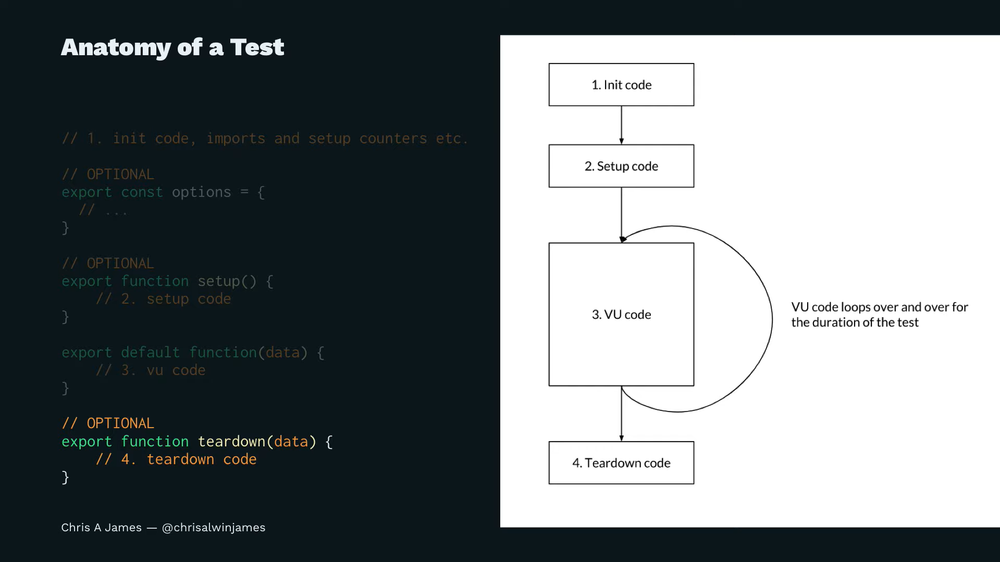 Anatomy of a Test
// 1. init code, imports and setup counters etc.
// OPTIONAL
export const options = {
  // ...
}
// OPTIONAL
export function setup() {
    // 2. setup code
}
export default function(data) {
    // 3. vu code
}
// OPTIONAL
export function teardown(data) {
    // 4. teardown code
}
Chris A James — @chrisalwinjames
1. Init code
2. Setup code
3. VU code
VU code loops over and over for
the duration of the test
4. Teardown code